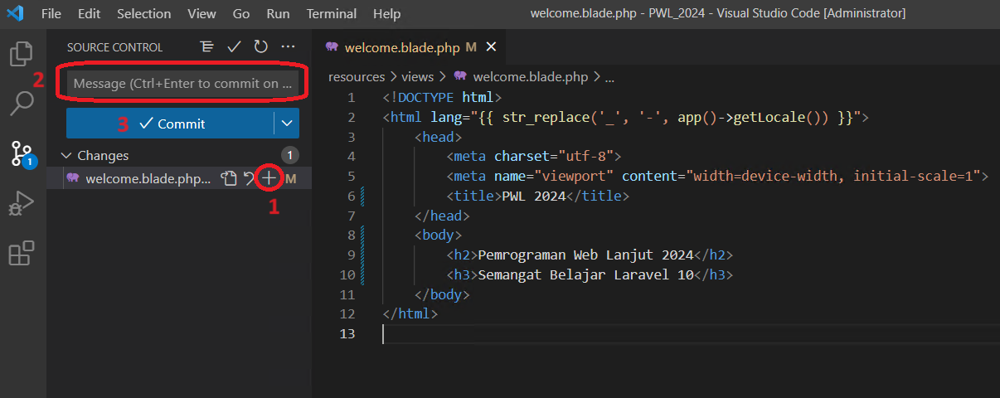 File Edit Selection View Go Run Terminal Help
welcome.blade.php - PWL_2024 - Visual Studio Code [Administrator]
SOURCE CONTROL
2
Message (Ctrl+Enter to commit on ...
3 Commit
Changes 1
welcome.blade.php... M
1
1
welcome.blade.php M
resources > views > welcome.blade.php > ...
1 <!DOCTYPE html>
2 <html lang="{{ str_replace('_', '-', app()->getLocale()) }}">
3 <head>
4 <meta charset="utf-8">
5 <meta name="viewport" content="width=device-width, initial-scale=1">
6 <title>PWL 2024</title>
7 </head>
8 <body>
9 <h2>Pemrograman Web Lanjut 2024</h2>
10 <h3>Semangat Belajar Laravel 10</h3>
11 </body>
12 </html>
13